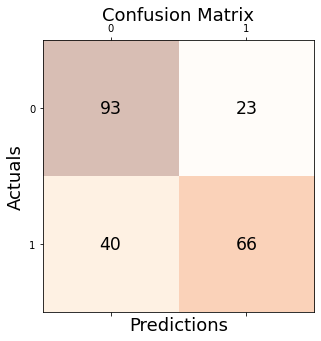 Confusion Matrix
0 1
0 93 23
Actuals
1 40 66
Predictions